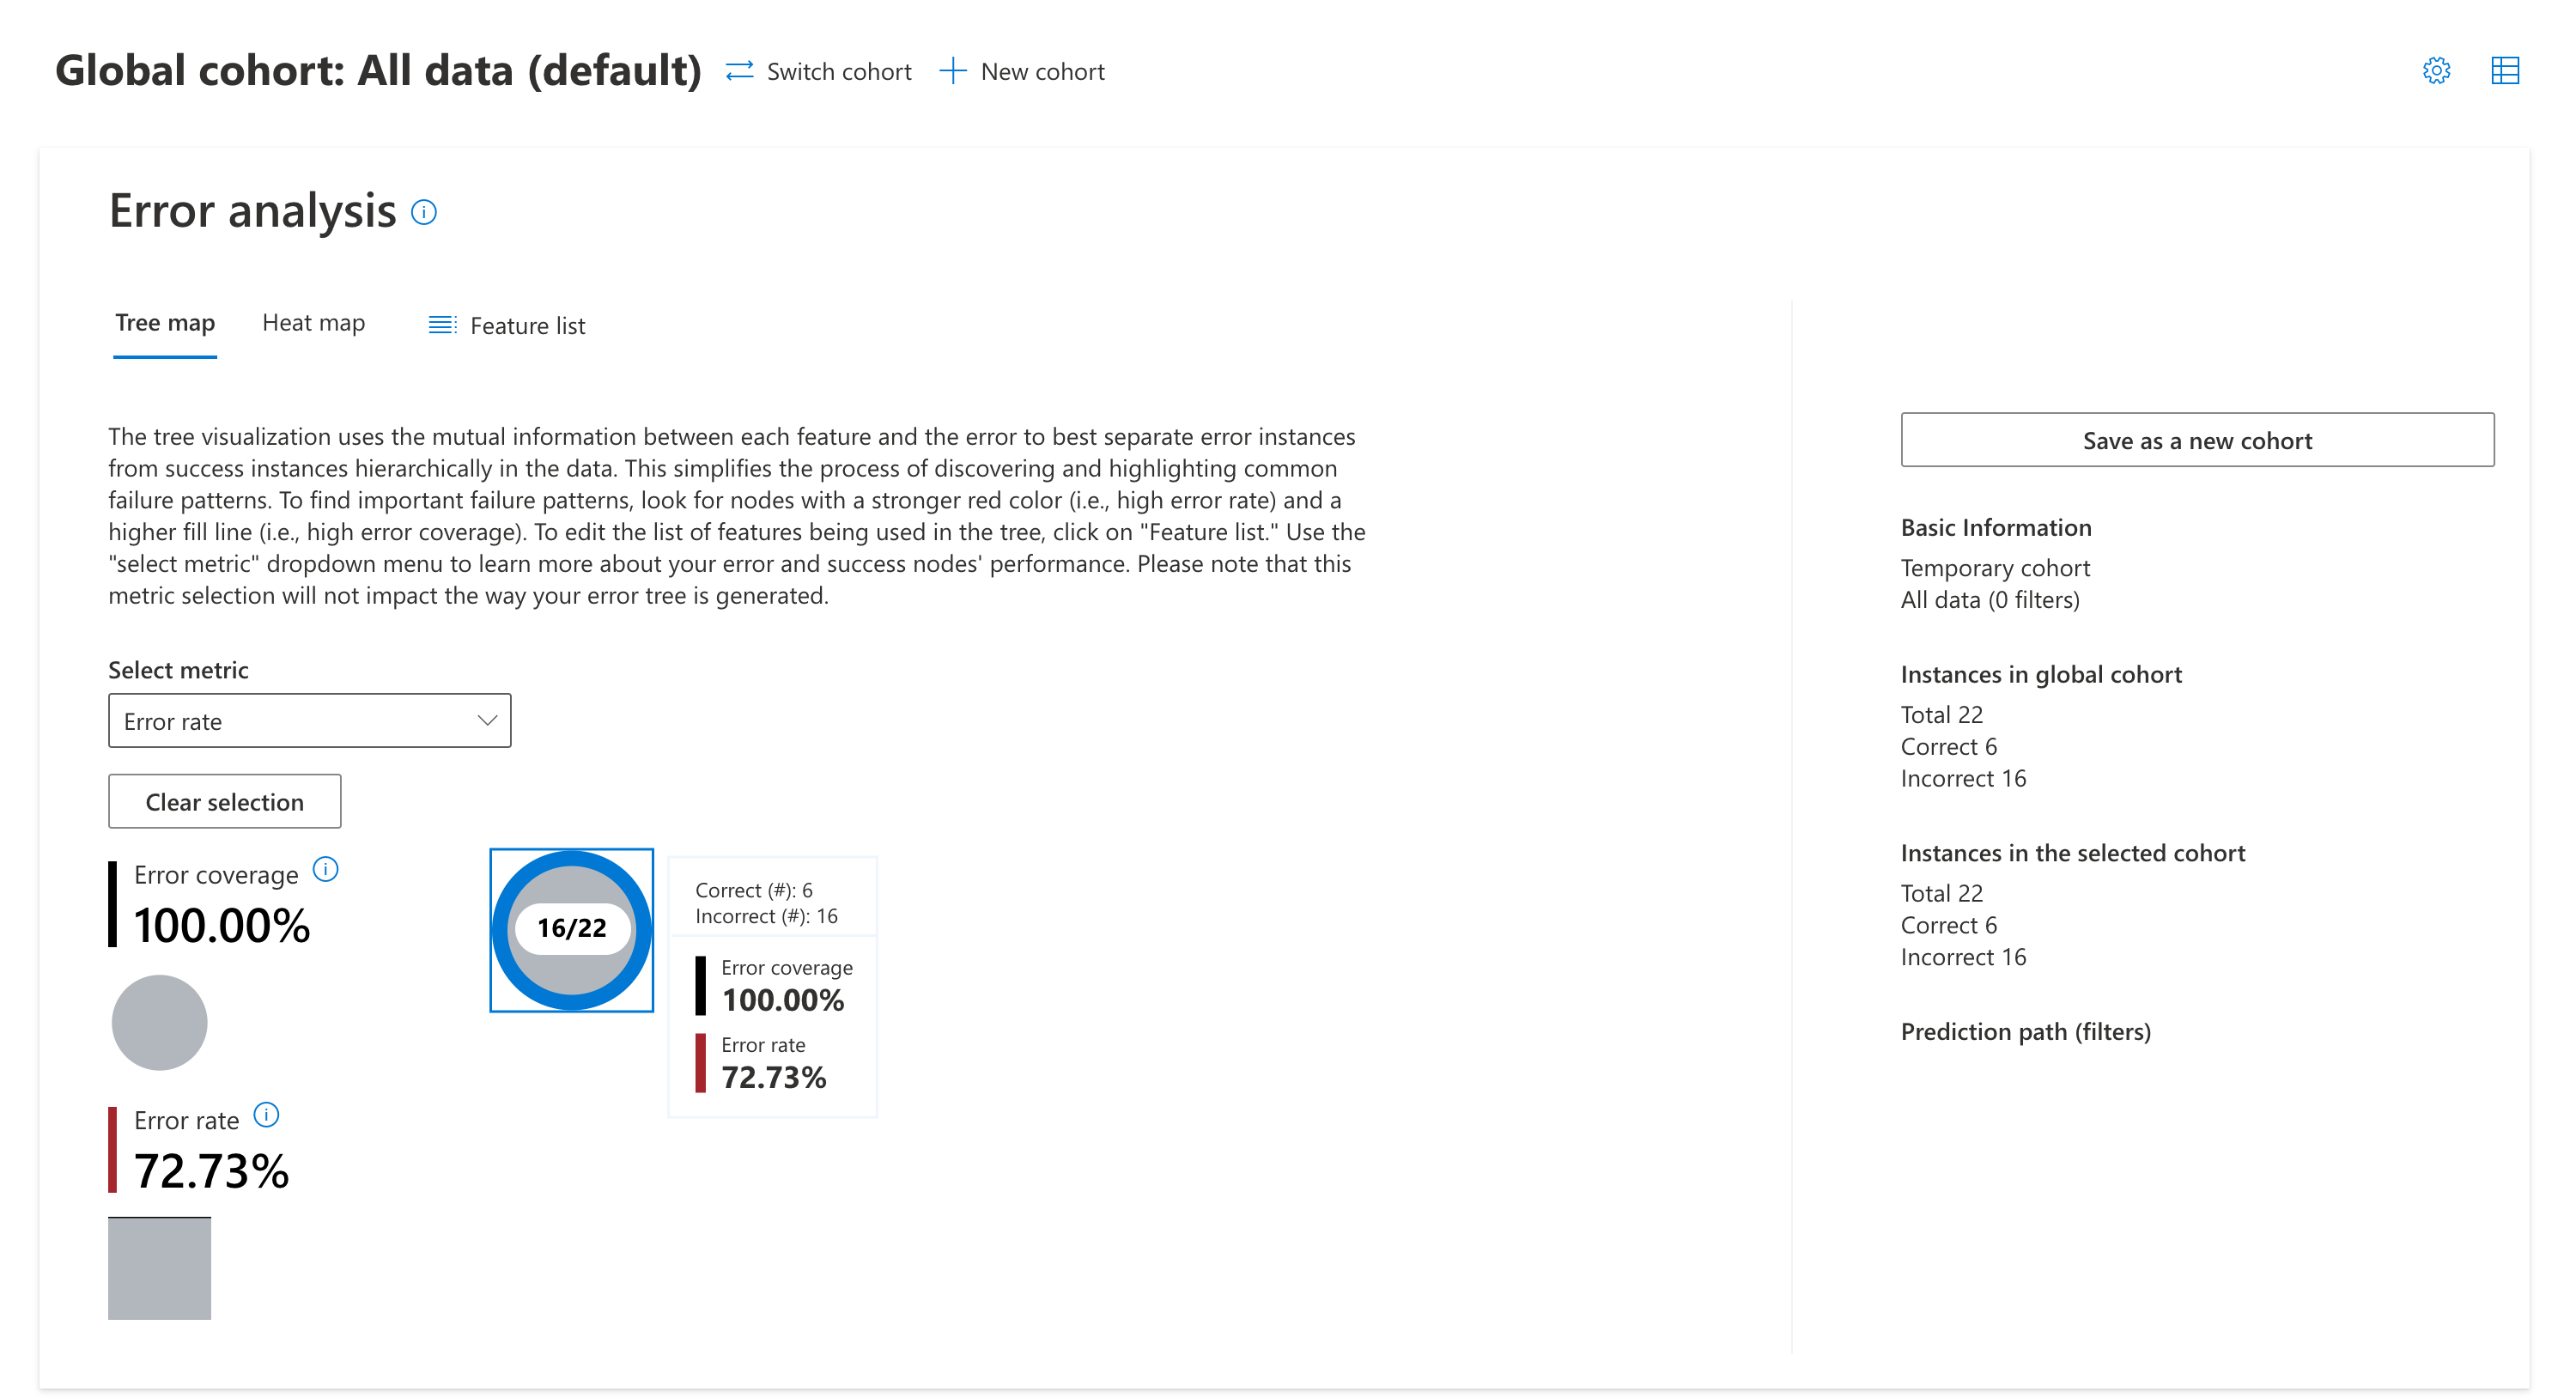 Global cohort: All data (default)
Switch cohort
New cohort
Error analysis
Tree map
Heat map
Feature list
The tree visualization uses the mutual information between each feature and the error to best separate error instances
from success instances hierarchically in the data. This simplifies the process of discovering and highlighting common
failure patterns. To find important failure patterns, look for nodes with a stronger red color (i.e., high error rate) and a
higher fill line (i.e., high error coverage). To edit the list of features being used in the tree, click on "Feature list." Use the
"select metric" dropdown menu to learn more about your error and success nodes' performance. Please note that this
metric selection will not impact the way your error tree is generated.
Select metric
Error rate
Clear selection
Error coverage
100.00%
Error rate
72.73%
16/22
Correct (#): 6
Incorrect (#): 16
Error coverage
100.00%
Error rate
72.73%
Save as a new cohort
Basic Information
Temporary cohort
All data (0 filters)
Instances in global cohort
Total 22
Correct 6
Incorrect 16
Instances in the selected cohort
Total 22
Correct 6
Incorrect 16
Prediction path (filters)